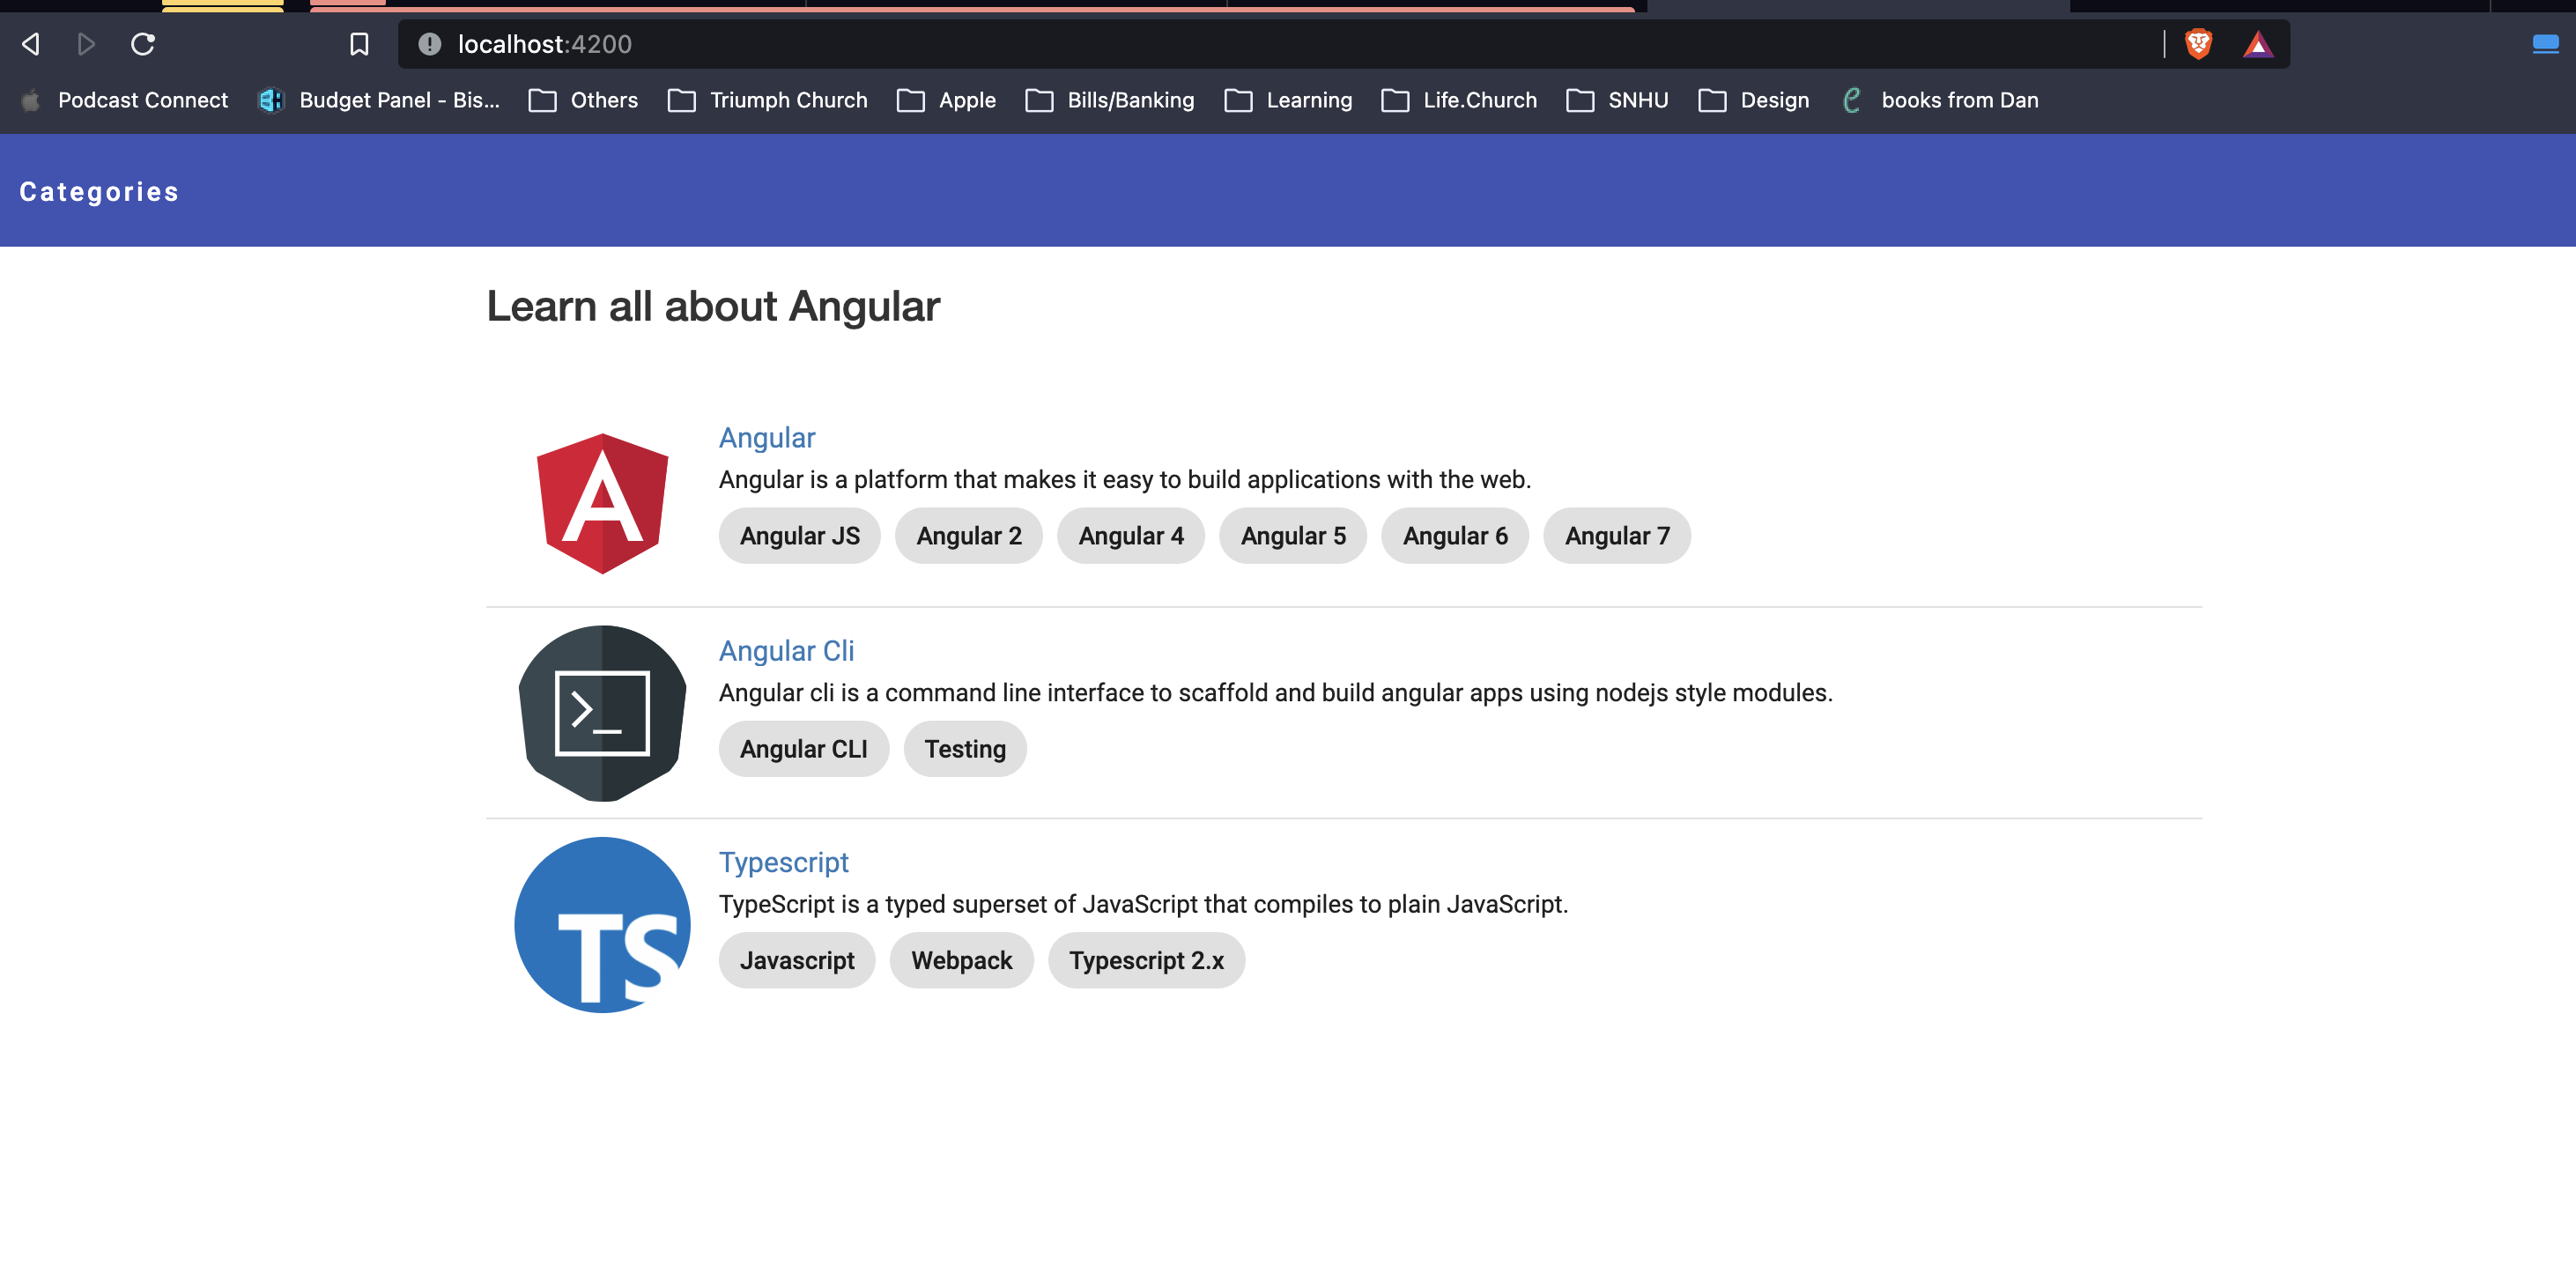 localhost:4200
Podcast Connect Budget Panel - Bis... Others Triumph Church Apple Bills/Banking Learning Life.Church SNHU Design books from Dan
Categories
Learn all about Angular
A
Angular
Angular is a platform that makes it easy to build applications with the web.
Angular JS Angular 2 Angular 4 Angular 5 Angular 6 Angular 7
>_
Angular Cli
Angular cli is a command line interface to scaffold and build angular apps using nodejs style modules.
Angular CLI Testing
TS
Typescript
TypeScript is a typed superset of JavaScript that compiles to plain JavaScript.
Javascript Webpack Typescript 2.x